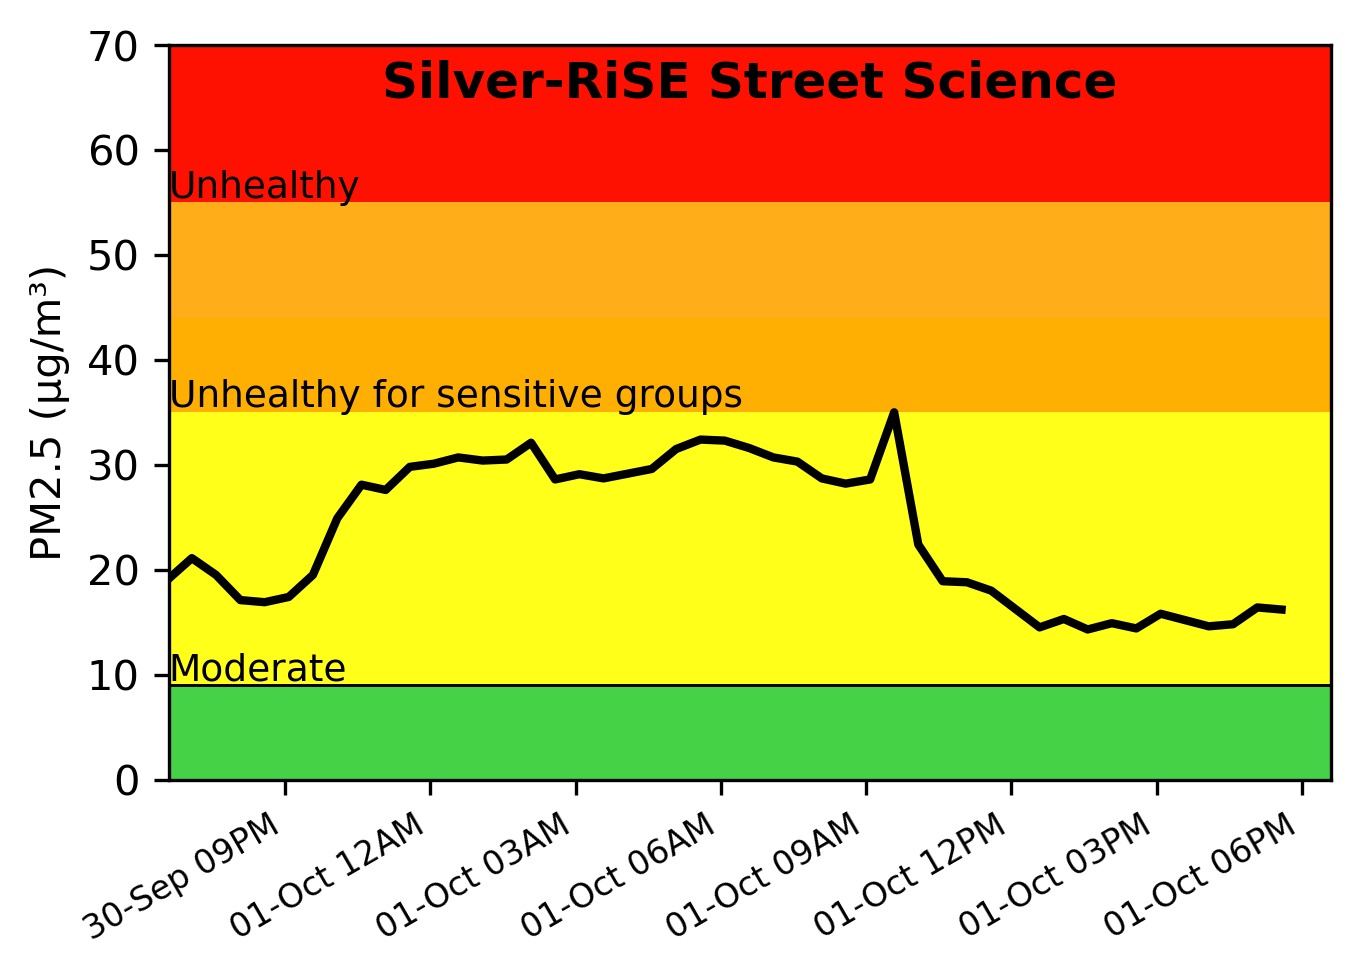 Silver-RiSE Street Science
PM2.5 (µg/m³)
70
60
50
40
30
20
10
0
Unhealthy
Unhealthy for sensitive groups
Moderate
30-Sep 09PM
01-Oct 12AM
01-Oct 03AM
01-Oct 06AM
01-Oct 09AM
01-Oct 12PM
01-Oct 03PM
01-Oct 06PM